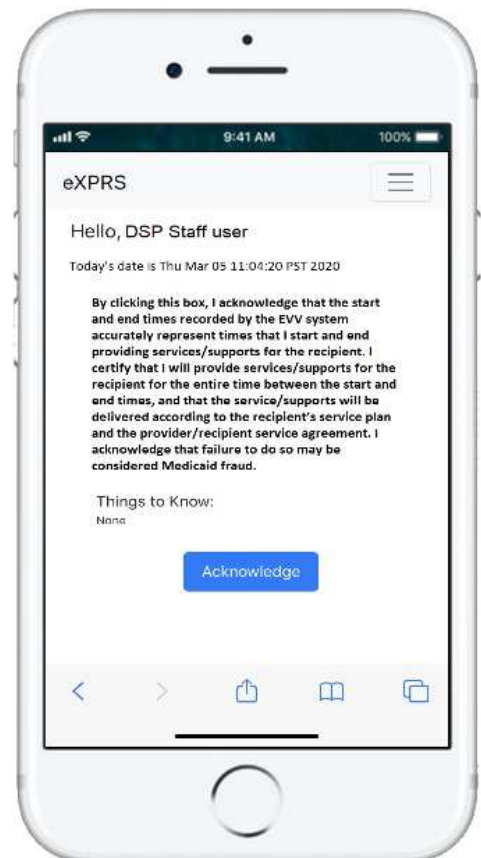 9:41 AM 100%
eXPRS
Hello, DSP Staff user
Today's date is Thu Mar 05 11:04:20 PST 2020
By clicking this box, I acknowledge that the start
and end times recorded by the EVV system
accurately represent times that I start and end
providing services/supports for the recipient. I
certify that I will provide services/supports for the
recipient for the entire time between the start and
end times, and that the service/supports will be
delivered according to the recipient's service plan
and the provider/recipient service agreement. I
acknowledge that failure to do so may be
considered Medicaid fraud.
Things to Know:
None
Acknowledge